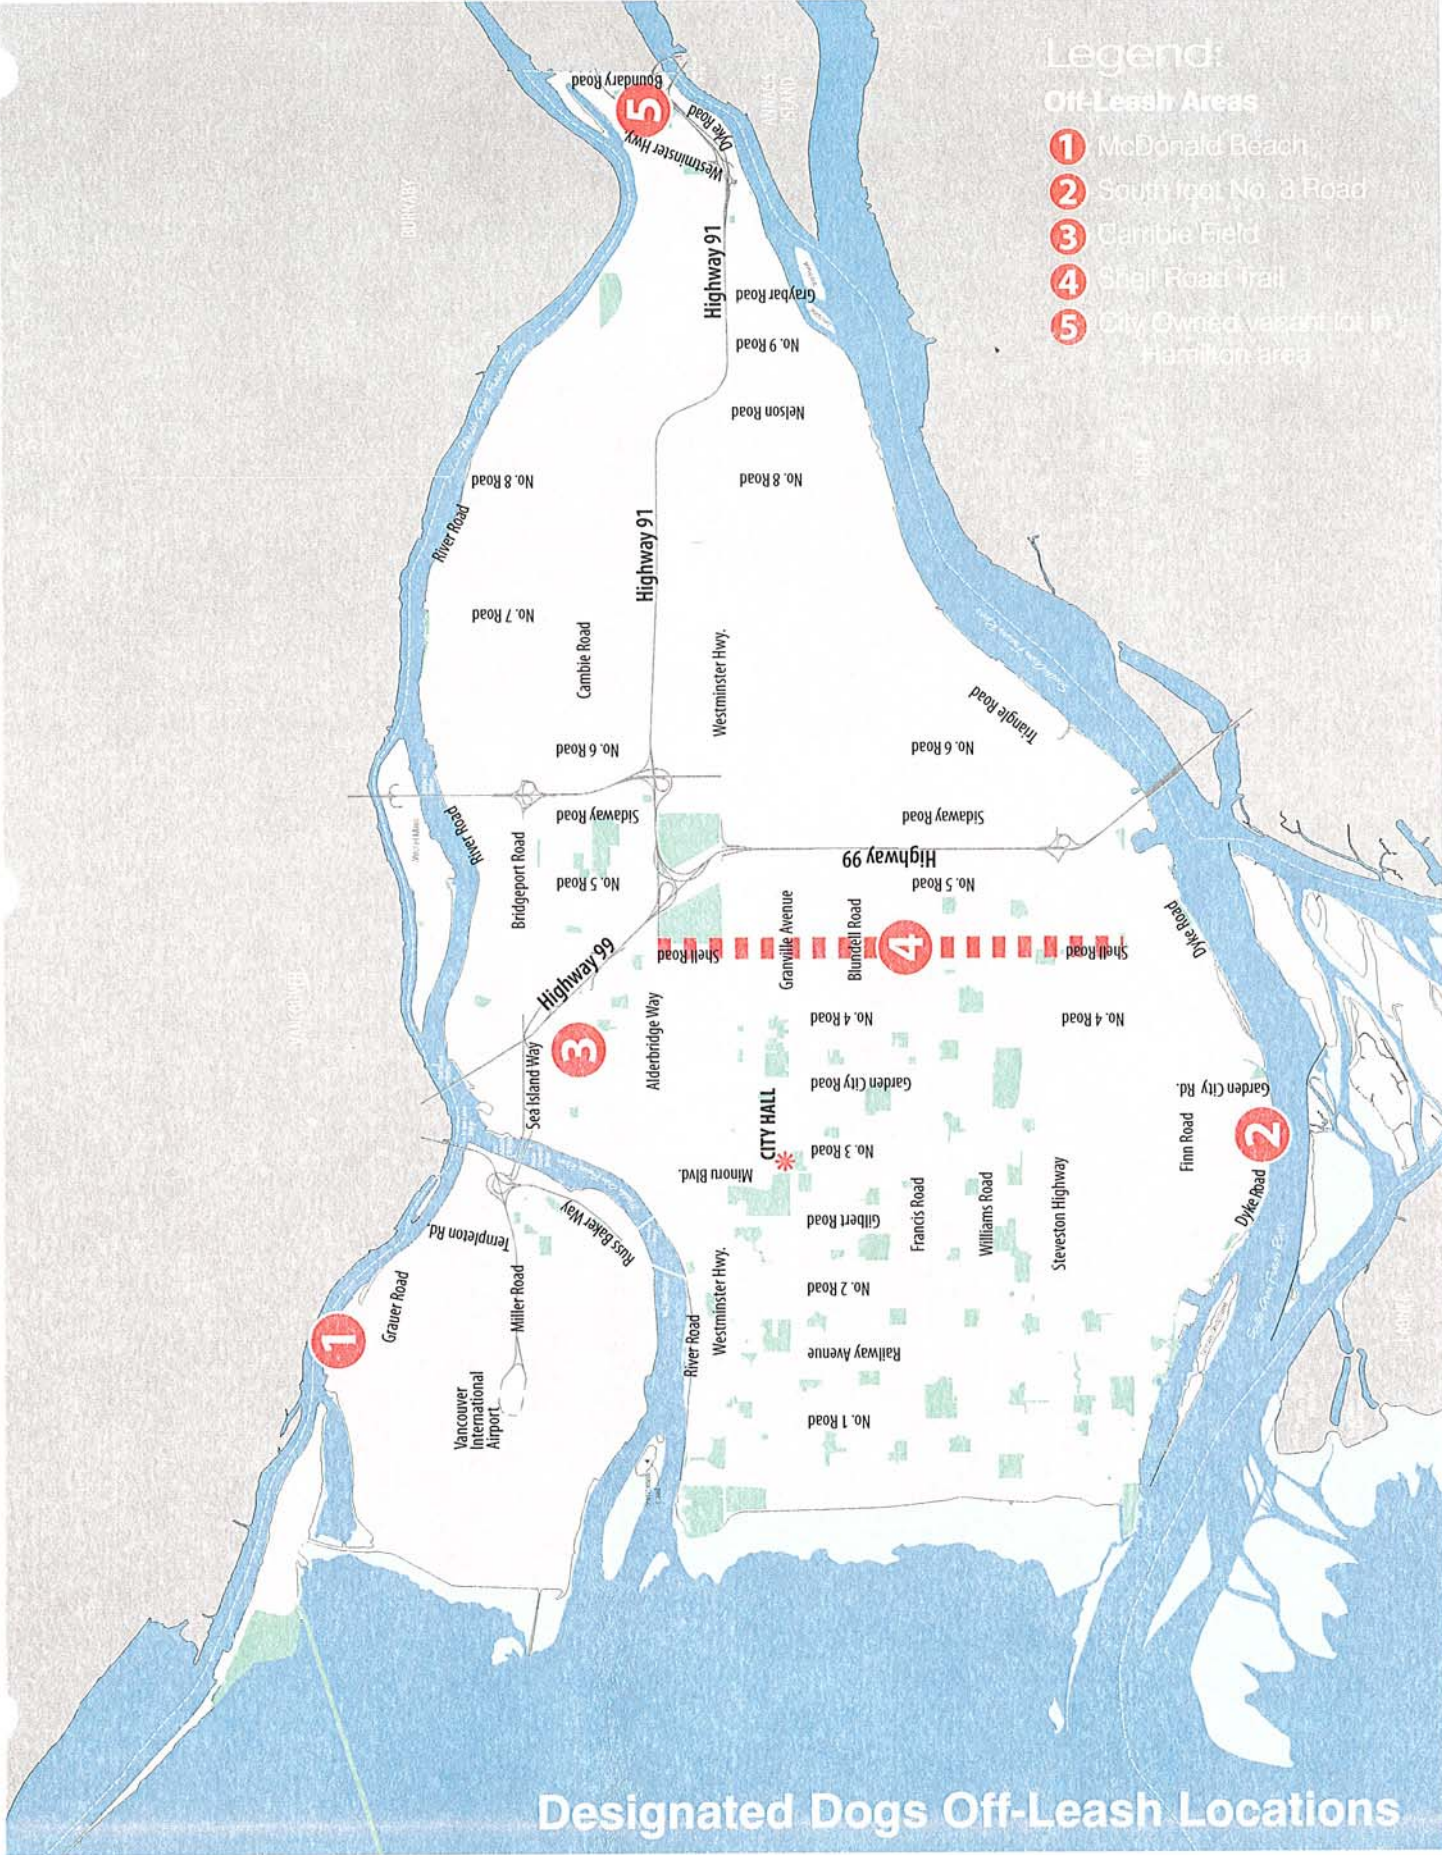 Legend:
Off-Leash Areas
1 McDonald Beach
2 South foot No. 3 Road
3 Cambie Field
4 Shell Road Trail
5 City Owned
area
BURNABY
Boundary Road
5
Dyke Road
Westminster Hwy.
Highway 91
Graybar Road
No. 9 Road
Nelson Road
No. 8 Road
No. 8 Road
River Road
Highway 91
No. 7 Road
Cambie Road
Westminster Hwy.
Triangle Road
No. 6 Road
No. 6 Road
Sidaway Road
Sidaway Road
River Road
Bridgeport Road
Highway 99
No. 5 Road
No. 5 Road
Granville Avenue
Blundell Road
Dyke Road
4
Shell Road
Shell Road
Highway 99
No. 4 Road
No. 4 Road
3
Alderbridge Way
Sea Island Way
Garden City Road
Garden City Rd.
CITY HALL
No. 3 Road
Finn Road
2
Minoru Blvd.
Dyke Road
Gilbert Road
Francis Road
Williams Road
Steveston Highway
Templeton Rd.
Russ Baker Way
Grauer Road
Miller Road
No. 2 Road
Westminster Hwy.
River Road
1
Railway Avenue
Vancouver
International
Airport
No. 1 Road
Designated Dogs Off-Leash Locations